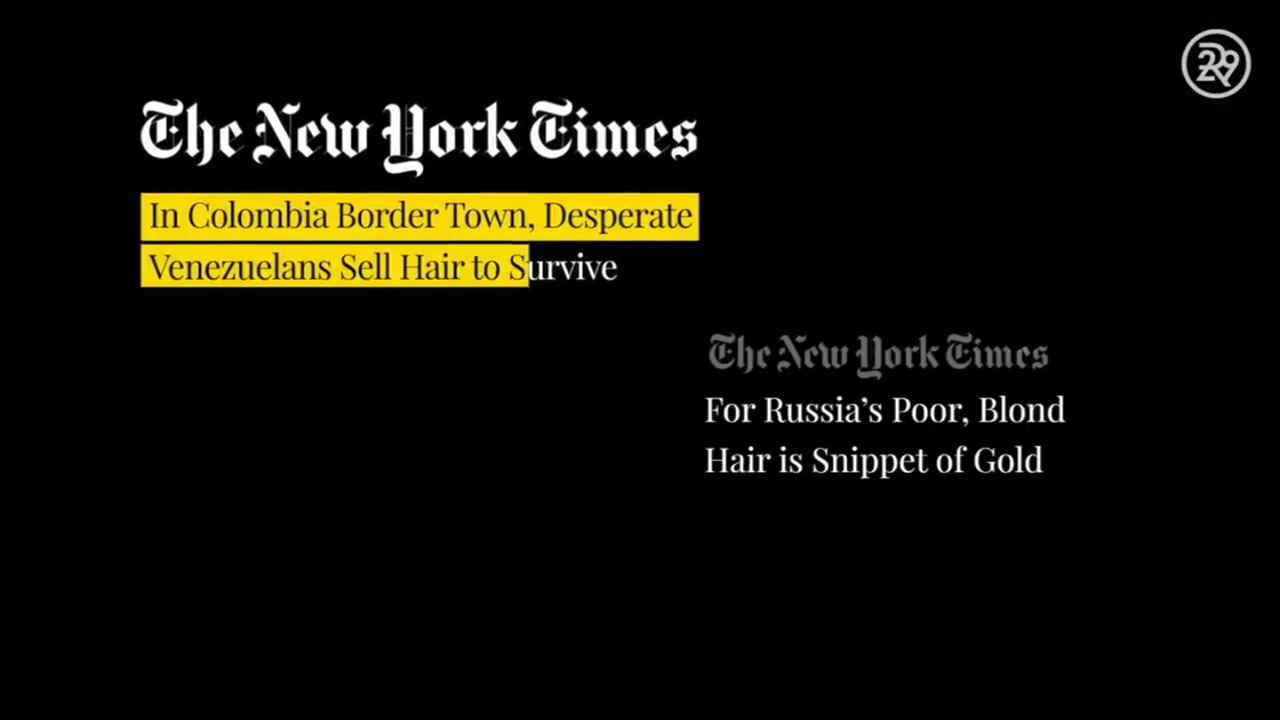 R29
The New York Times
In Colombia Border Town, Desperate
Venezuelans Sell Hair to Survive
The New York Times
For Russia’s Poor, Blond
Hair is Snippet of Gold